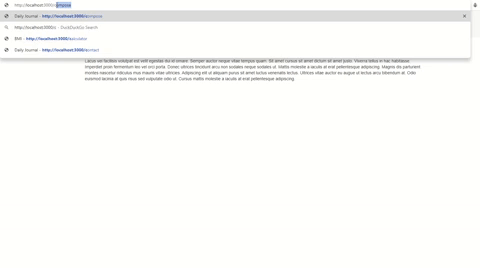 http://localhost:3000/compose
Daily Journal - http://localhost:3000/compose
http://localhost:3000/c - DuckDuckGo Search
BMI - http://localhost:3000/calculator
Daily Journal - http://localhost:3000/contact
Lacus vel facilisis volutpat est velit egestas dui id ornare. Semper auctor neque vitae tempus quam. Sit amet cursus sit amet dictum sit amet justo. Viverra tellus in hac habitasse.
Imperdiet proin fermentum leo vel orci porta. Donec ultrices tincidunt arcu non sodales neque sodales ut. Mattis molestie a iaculis at erat pellentesque adipiscing. Magnis dis parturient
montes nascetur ridiculus mus mauris vitae ultricies. Adipiscing elit ut aliquam purus sit amet luctus venenatis lectus. Ultrices vitae auctor eu augue ut lectus arcu bibendum at. Odio
euismod lacinia at quis risus sed vulputate odio ut. Cursus mattis molestie a iaculis at erat pellentesque adipiscing.